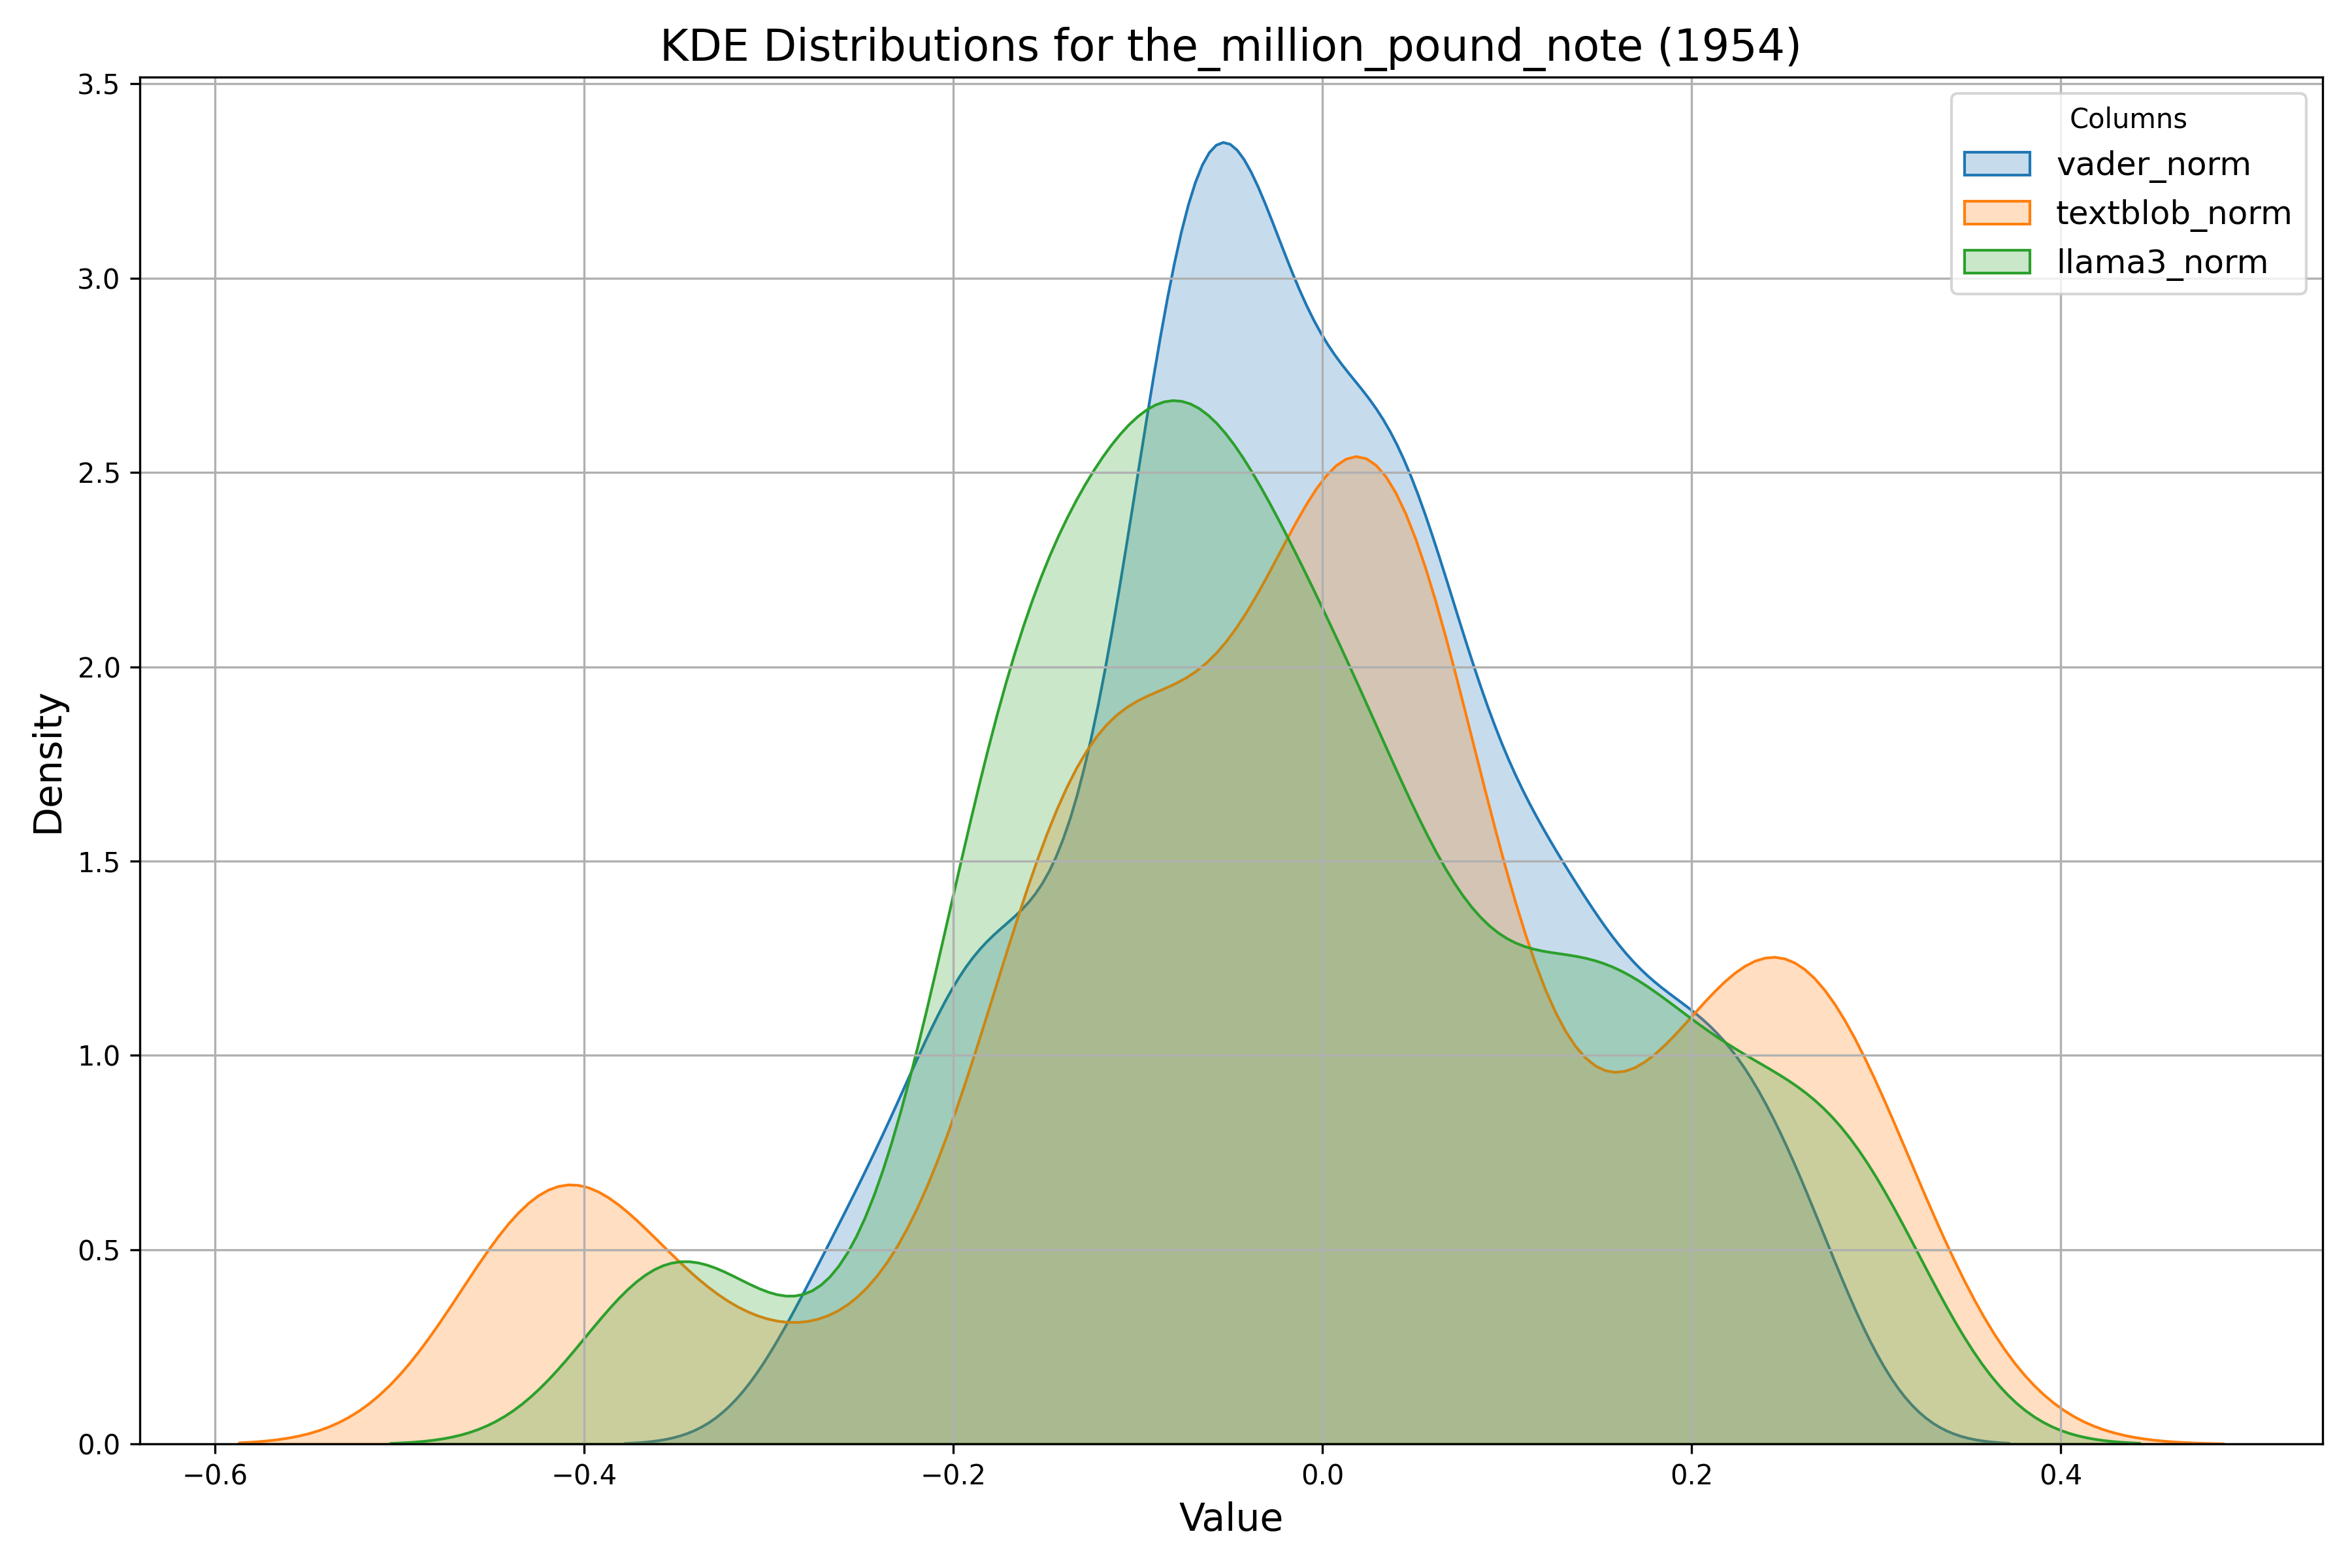 KDE Distributions for the_million_pound_note (1954)
Columns
vader_norm
textblob_norm
llama3_norm
Density
3.5
3.0
2.5
2.0
1.5
1.0
0.5
0.0
−0.6
−0.4
−0.2
0.0
0.2
0.4
Value